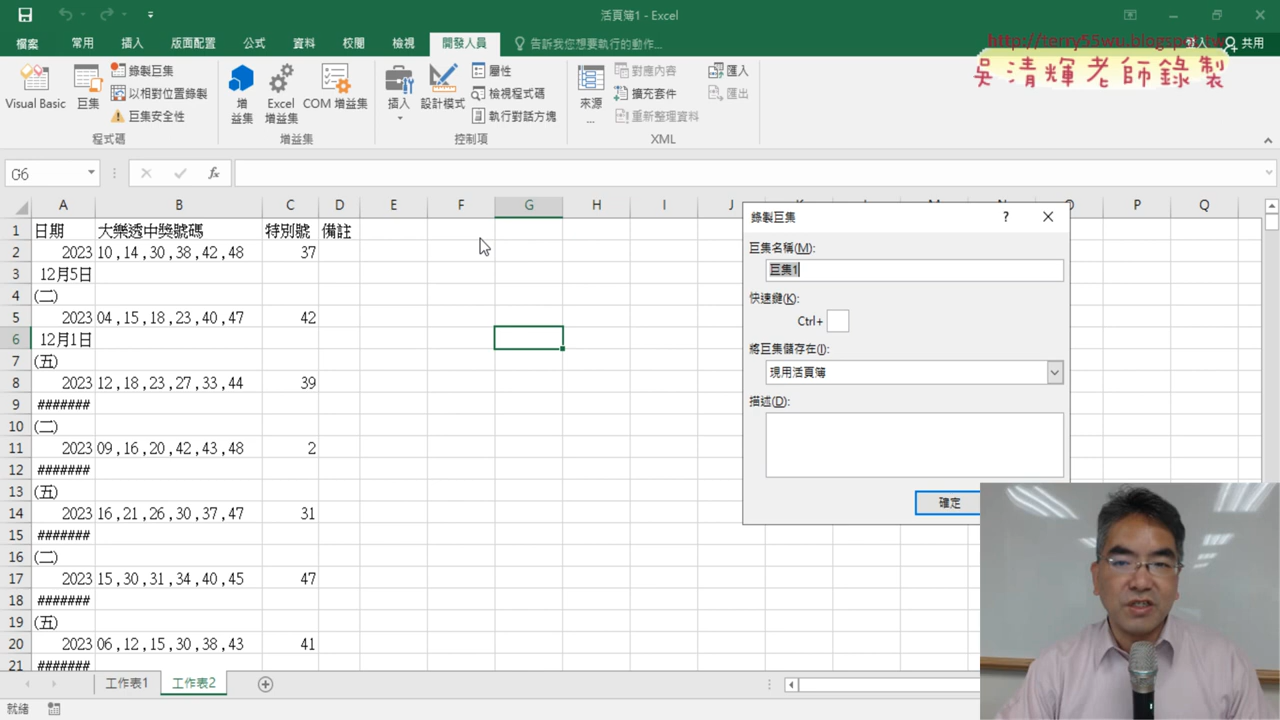 活頁簿1 - Excel
檔案 常用 插入 版面配置 公式 資料 校閱 檢視 開發人員 告訴我您想要執行的動作... 登入 共用
http://terry55wu.blogspot.tw
吳清輝老師錄製
Visual Basic 巨集 錄製巨集 以相對位置錄製 巨集安全性
增益集 Excel 增益集 COM 增益集
插入 設計模式 屬性 檢視程式碼 執行對話方塊
來源... 對應內容 擴充套件 重新整理資料 匯入 匯出
程式碼 增益集 控制項 XML
G6 fx
A B C D E F G H I J P Q
1 日期 大樂透中獎號碼 特別號 備註
2 2023 10,14,30,38,42,48 37
3 12月5日
4 (二)
5 2023 04,15,18,23,40,47 42
6 12月1日
7 (五)
8 2023 12,18,23,27,33,44 39
9 #######
10 (二)
11 2023 09,16,20,42,43,48 2
12 #######
13 (五)
14 2023 16,21,26,30,37,47 31
15 #######
16 (二)
17 2023 15,30,31,34,40,45 47
18 #######
19 (五)
20 2023 06,12,15,30,38,43 41
21 #######
錄製巨集 ?
巨集名稱(M):
巨集1
快速鍵(K):
Ctrl+
將巨集儲存在(I):
現用活頁簿
描述(D):
確定
工作表1 工作表2
就緒